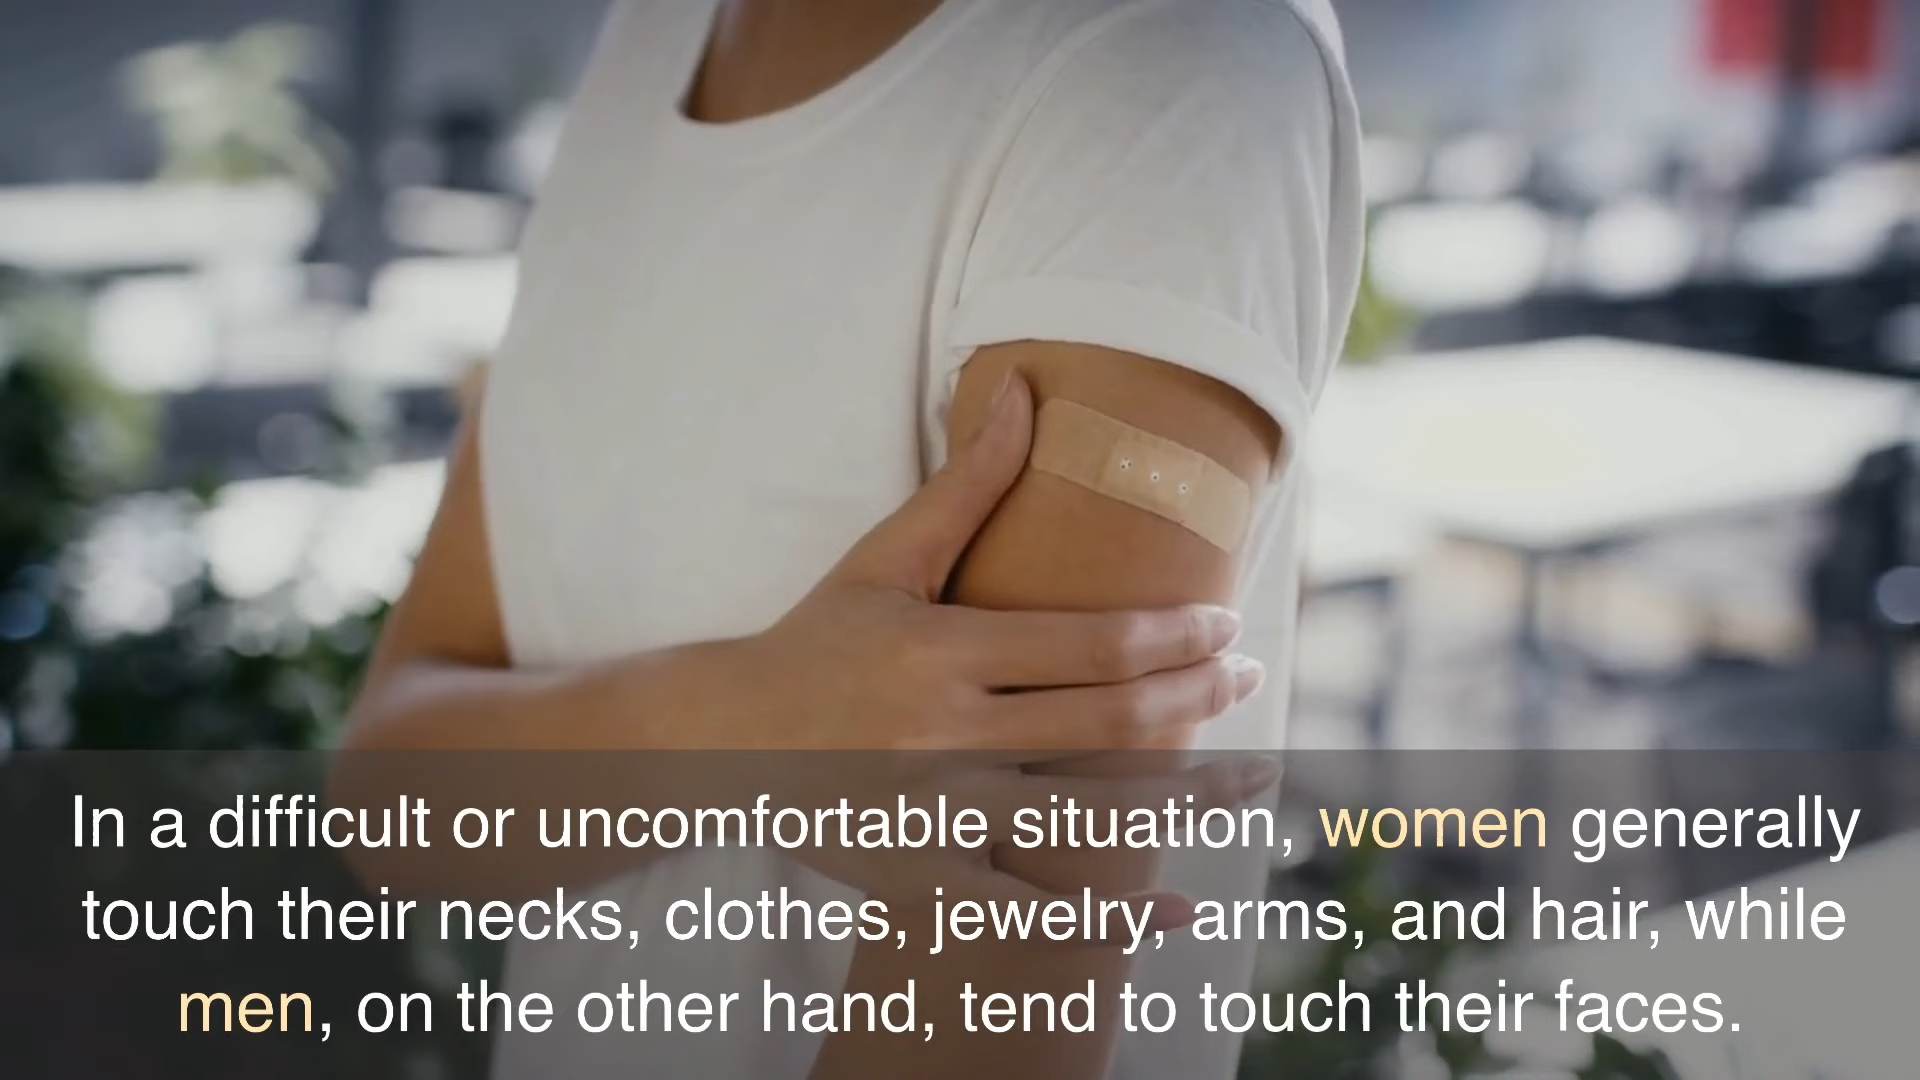 In a difficult or uncomfortable situation, women generally
touch their necks, clothes, jewelry, arms, and hair, while
men, on the other hand, tend to touch their faces.